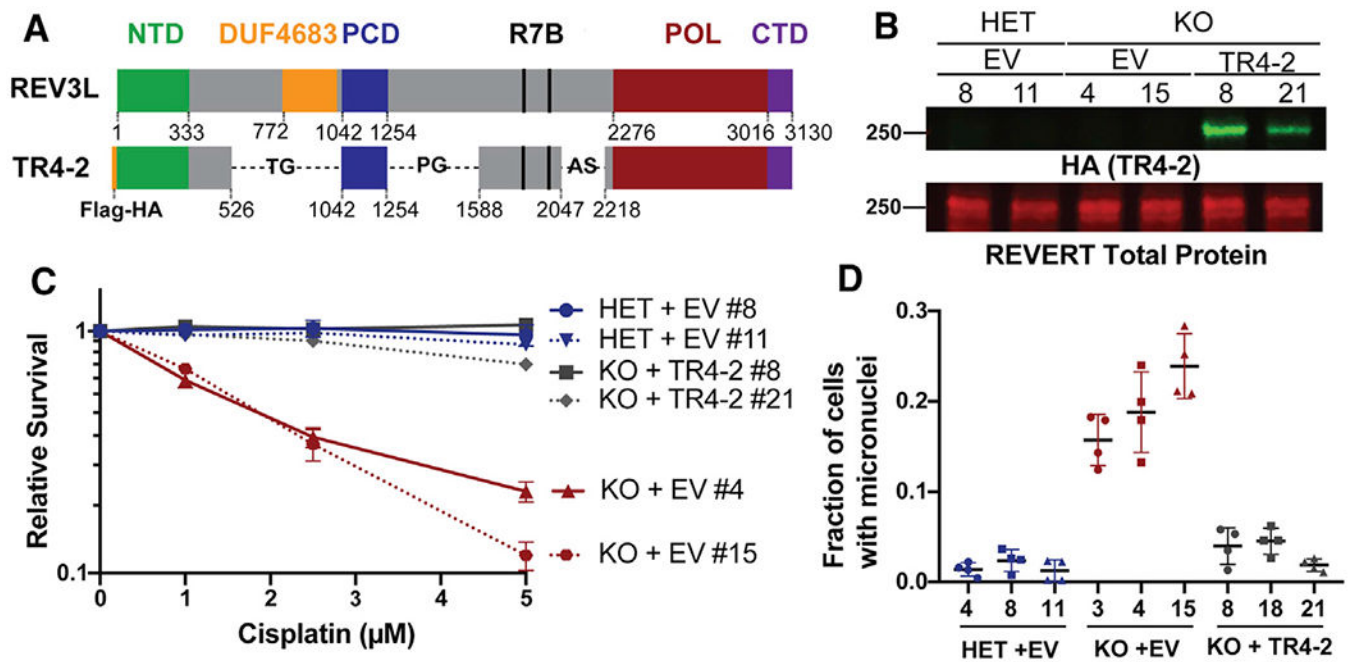 A
NTD DUF4683 PCD R7B POL CTD
REV3L
1 333 772 1042 1254 2276 3016 3130
TR4-2
TG PG AS
Flag-HA 526 1042 1254 1588 2047 2218
B
HET KO
EV EV TR4-2
8 11 4 15 8 21
250
HA (TR4-2)
250
REVERT Total Protein
C
Relative Survival
1
0.1
0 1 2 3 4 5
Cisplatin (µM)
HET + EV #8
HET + EV #11
KO + TR4-2 #8
KO + TR4-2 #21
KO + EV #4
KO + EV #15
D
Fraction of cells
with micronuclei
0.3
0.2
0.1
0.0
4 8 11 3 4 15 8 18 21
HET +EV KO +EV KO + TR4-2